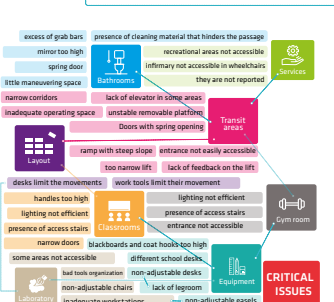 excess of grab bars
presence of cleaning material that hinders the passage
mirror too high
recreational areas not accessible
spring door
infirmary not accessible in wheelchairs
little maneuvering space
they are not reported
Bathrooms
Services
narrow corridors
lack of elevator in some areas
inadequate operating space
unstable removable platform
Doors with spring opening
Transit
areas
Layout
ramp with steep slope
entrance not easily accessible
too narrow lift
lack of feedback on the lift
desks limit the movements
work tools limit their movement
handles too high
lighting not efficient
presence of access stairs
narrow doors
Classrooms
lighting not efficient
presence of access stairs
entrance not accessible
Gym room
blackboards and coat hooks too high
some areas not accessible
different school desks
bad tools organization
non-adjustable desks
non-adjustable chairs
lack of legroom
inadequate workstations
non-adjustable easels
Laboratory
Equipment
CRITICAL
ISSUES